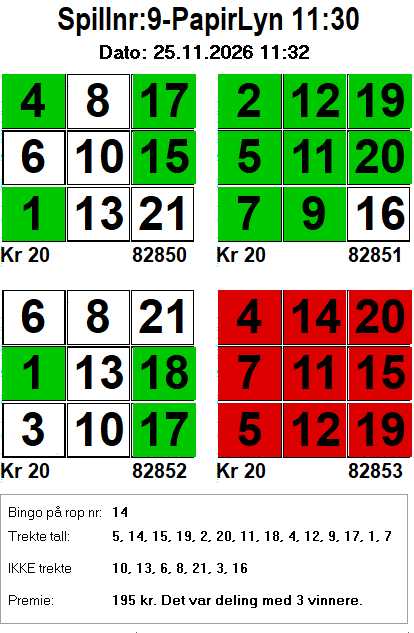 Spillnr:9-PapirLyn 11:30
Dato: 25.11.2026 11:32
4 8 17 2 12 19
6 10 15 5 11 20
1 13 21 7 9 16
Kr 20 82850 Kr 20 82851
6 8 21 4 14 20
1 13 18 7 11 15
3 10 17 5 12 19
Kr 20 82852 Kr 20 82853
Bingo på rop nr: 14
Trekte tall: 5, 14, 15, 19, 2, 20, 11, 18, 4, 12, 9, 17, 1, 7
IKKE trekte 10, 13, 6, 8, 21, 3, 16
Premie: 195 kr. Det var deling med 3 vinnere.